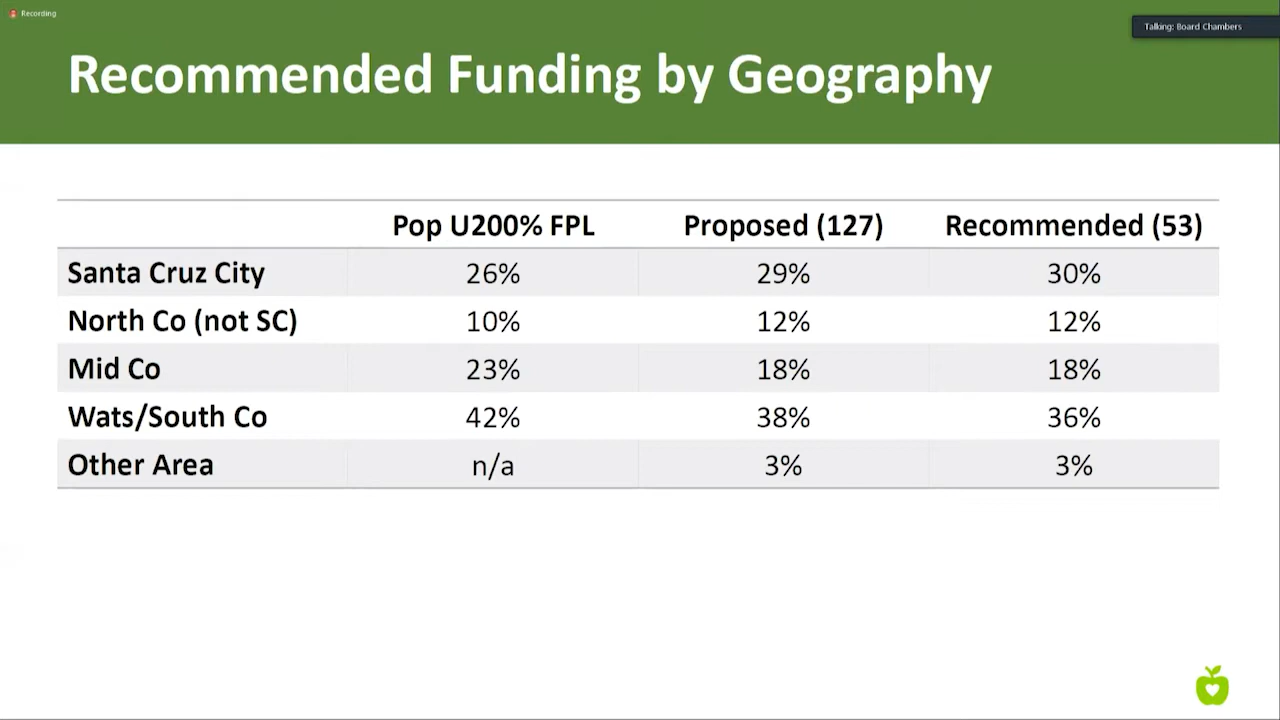 Recording
Talking: Board Chambers
Recommended Funding by Geography
Pop U200% FPL Proposed (127) Recommended (53)
Santa Cruz City 26% 29% 30%
North Co (not SC) 10% 12% 12%
Mid Co 23% 18% 18%
Wats/South Co 42% 38% 36%
Other Area n/a 3% 3%